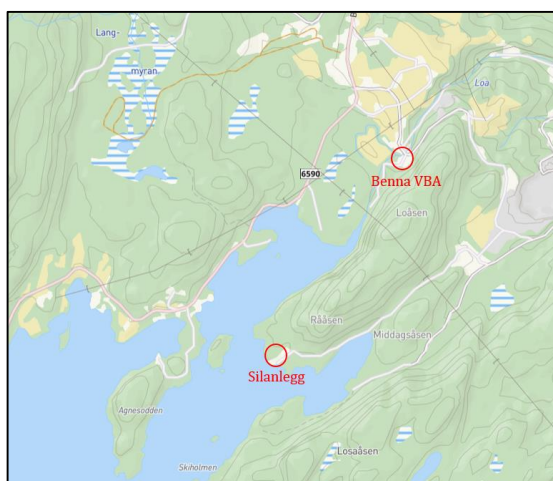 Lang-
myran
Loa
Benna VBA
6590
Loåsen
Rååsen
Middagsåsen
Silanlegg
Agnesodden
Losaåsen
Skiholmen